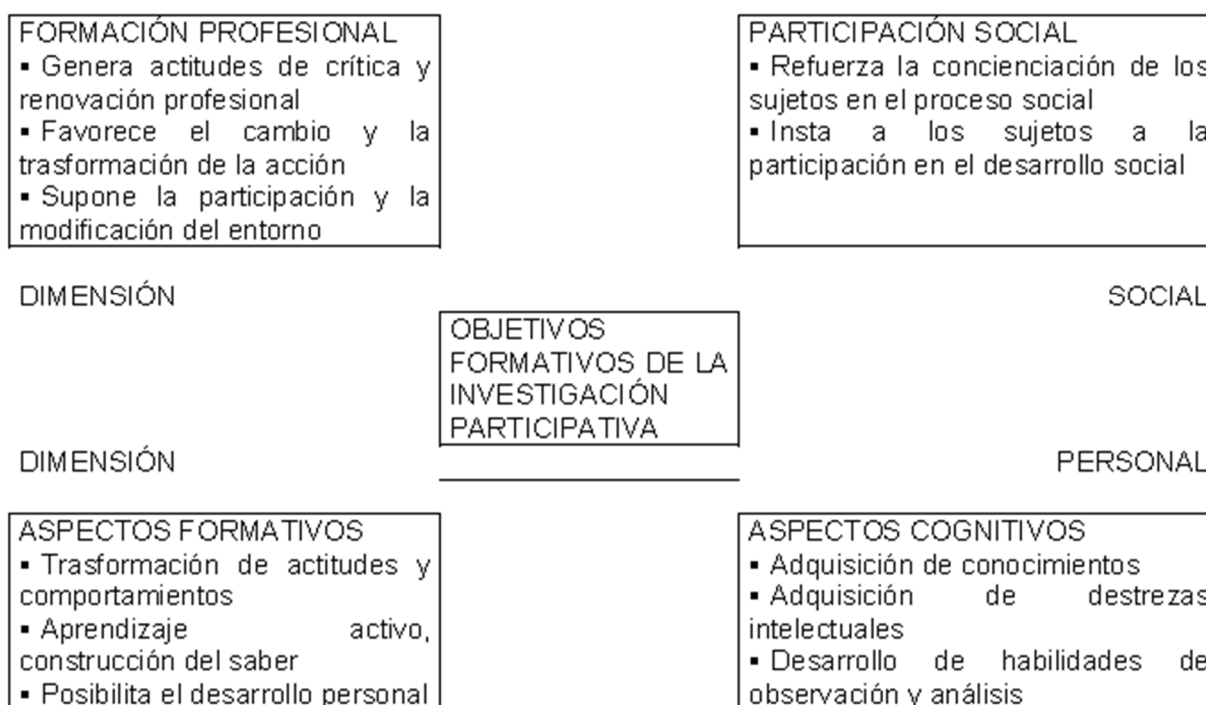 FORMACIÓN PROFESIONAL
▪ Genera actitudes de crítica y
renovación profesional
▪ Favorece el cambio y la
trasformación de la acción
▪ Supone la participación y la
modificación del entorno
PARTICIPACIÓN SOCIAL
▪ Refuerza la concienciación de los
sujetos en el proceso social
▪ Insta a los sujetos a la
participación en el desarrollo social
DIMENSIÓN SOCIAL
OBJETIVOS
FORMATIVOS DE LA
INVESTIGACIÓN
PARTICIPATIVA
DIMENSIÓN PERSONAL
ASPECTOS FORMATIVOS
▪ Trasformación de actitudes y
comportamientos
▪ Aprendizaje activo,
construcción del saber
▪ Posibilita el desarrollo personal
ASPECTOS COGNITIVOS
▪ Adquisición de conocimientos
▪ Adquisición de destrezas
intelectuales
▪ Desarrollo de habilidades de
observación y análisis